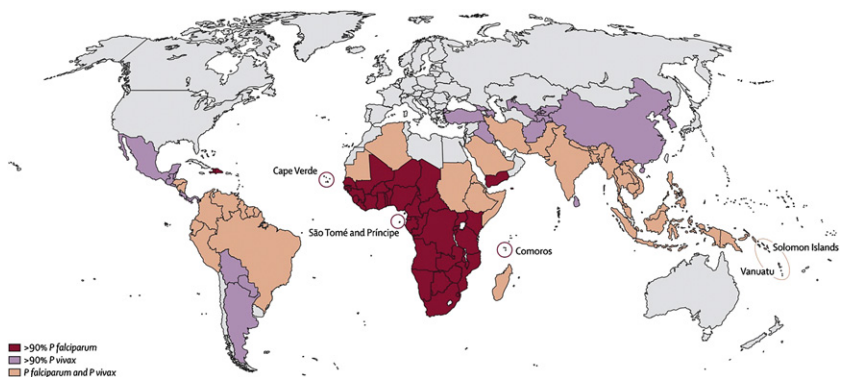 Cape Verde
São Tomé and Príncipe
Comoros
Solomon Islands
Vanuatu
>90% P falciparum
>90% P vivax
P falciparum and P vivax